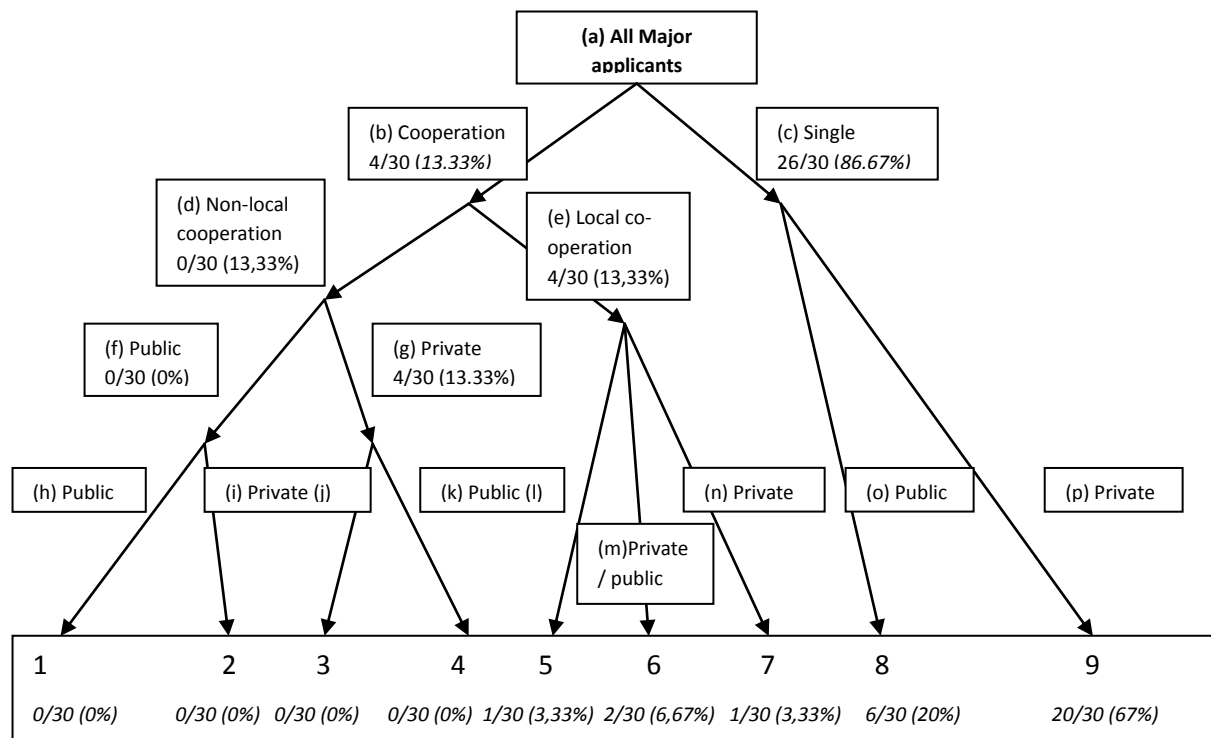 (a) All Major
applicants
(b) Cooperation
4/30 (13.33%)
(c) Single
26/30 (86.67%)
(d) Non-local
cooperation
0/30 (13,33%)
(e) Local co-
operation
4/30 (13,33%)
(f) Public
0/30 (0%)
(g) Private
4/30 (13.33%)
(h) Public
(i) Private (j)
(k) Public (l)
(n) Private
(o) Public
(p) Private
(m)Private
/ public
1 2 3 4 5 6 7 8 9
0/30 (0%) 0/30 (0%) 0/30 (0%) 0/30 (0%) 1/30 (3,33%) 2/30 (6,67%) 1/30 (3,33%) 6/30 (20%) 20/30 (67%)